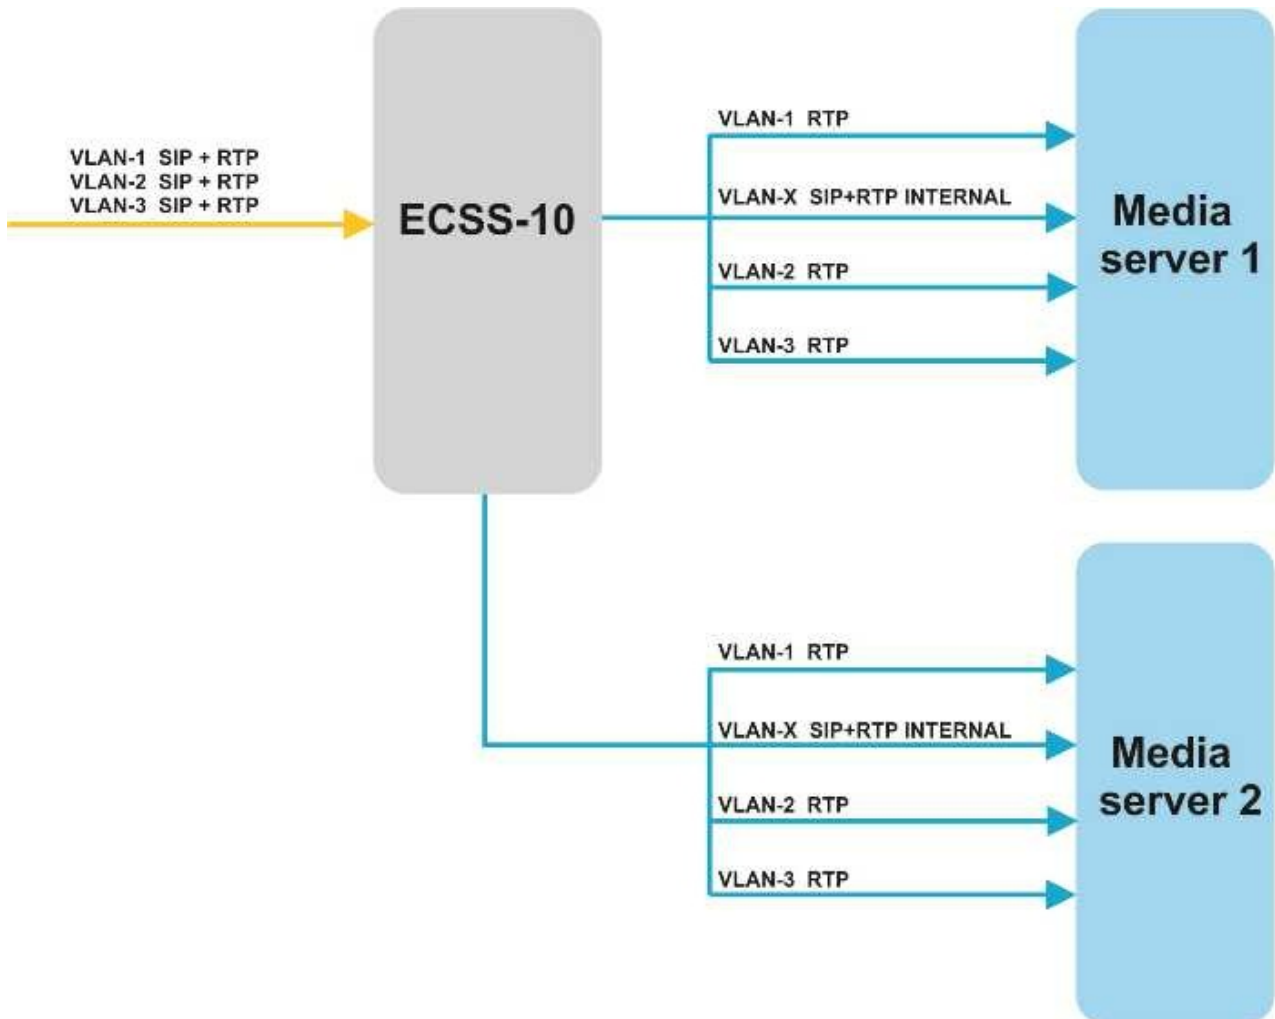 VLAN-1 SIP + RTP
VLAN-2 SIP + RTP
VLAN-3 SIP + RTP
ECSS-10
VLAN-1 RTP
VLAN-X SIP+RTP INTERNAL
VLAN-2 RTP
VLAN-3 RTP
Media
server 1
VLAN-1 RTP
VLAN-X SIP+RTP INTERNAL
VLAN-2 RTP
VLAN-3 RTP
Media
server 2